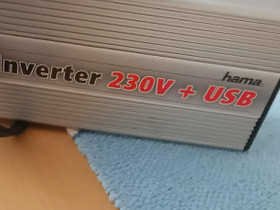 Inverter 230V + USB
hama